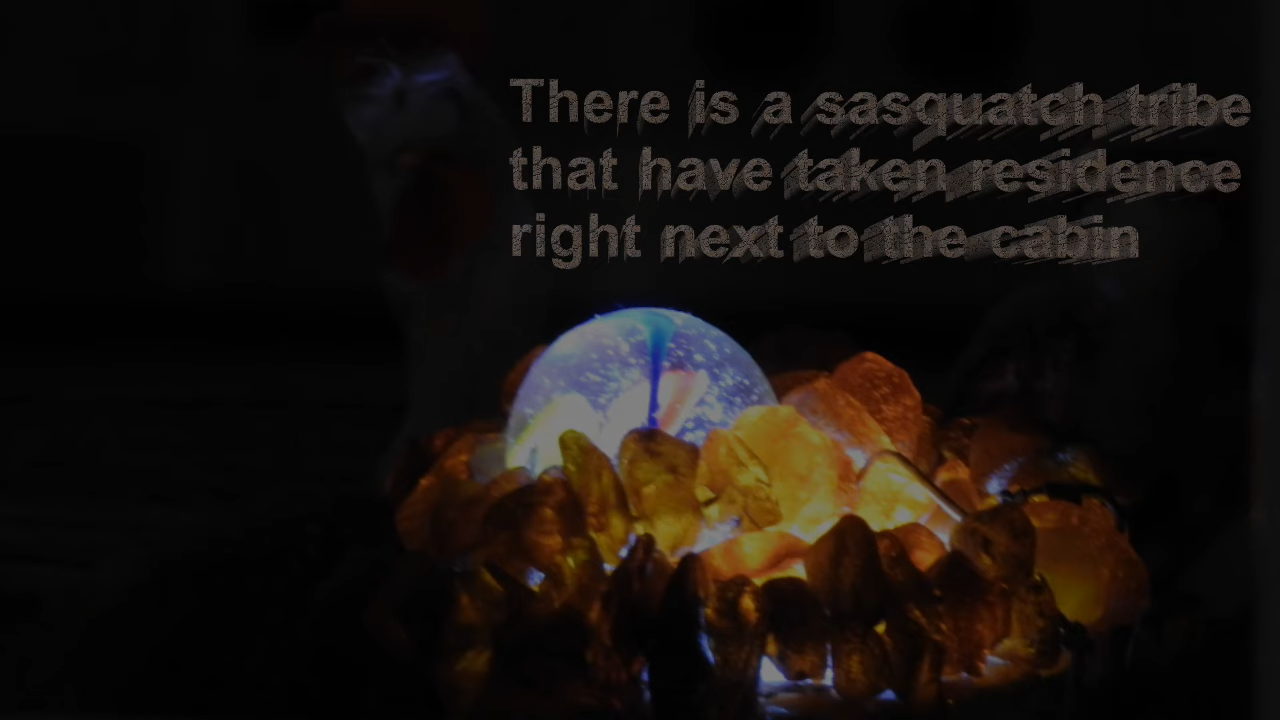 There is a sasquatch tribe
that have taken residence
right next to the cabin